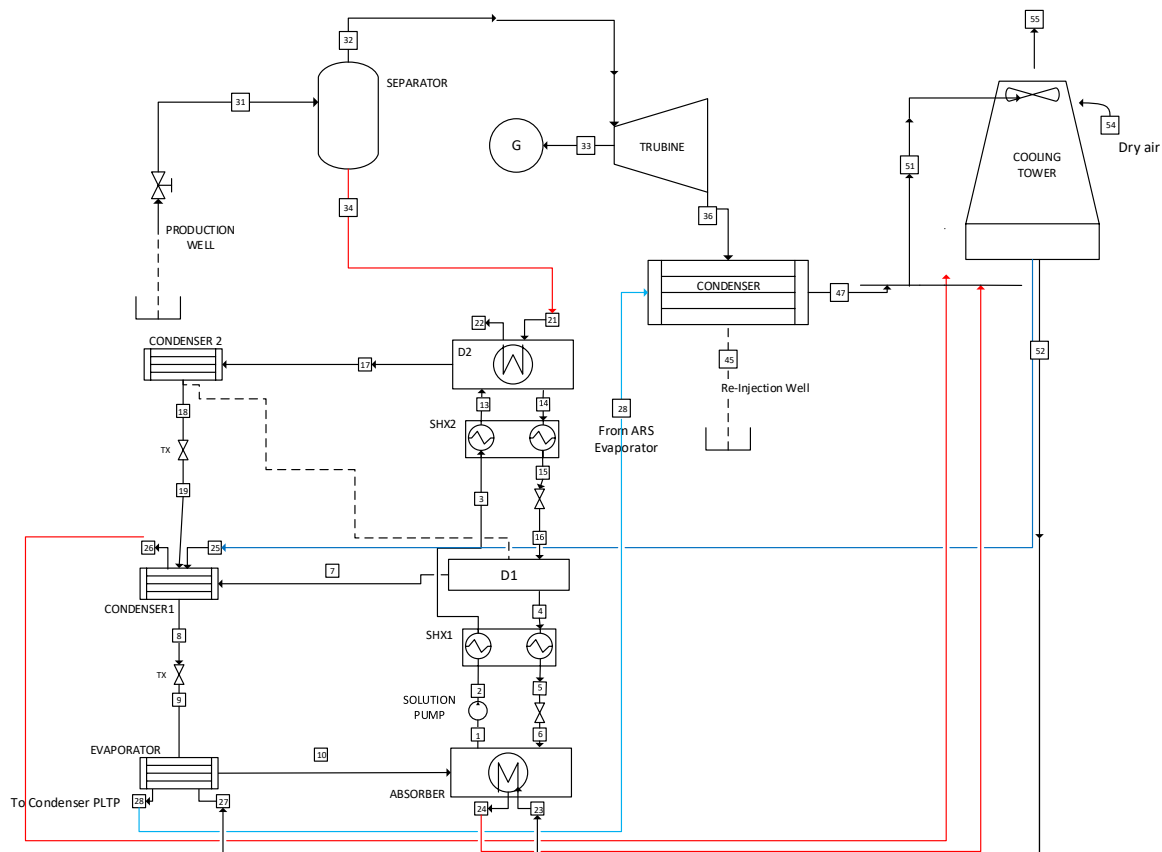 55
32
SEPARATOR
31
54
G
33
TRUBINE
Dry air
COOLING
TOWER
51
34
36
PRODUCTION
WELL
CONDENSER
47
22
21
CONDENSER 2
D2
17
52
45
Re-Injection Well
18
13
14
28
SHX2
From ARS
Evaporator
TX
15
19
3
16
26
25
7
D1
CONDENSER1
4
8
SHX1
TX
5
2
9
SOLUTION
PUMP
1
6
EVAPORATOR
10
ABSORBER
To Condenser PLTP
28
27
24
23